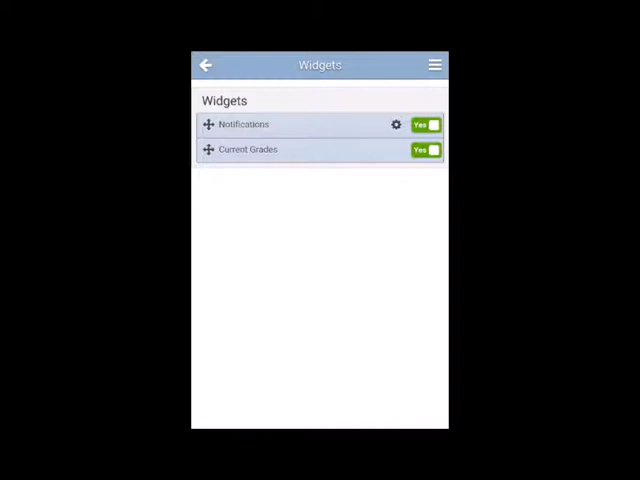 Widgets
Widgets
Notifications Yes
Current Grades Yes